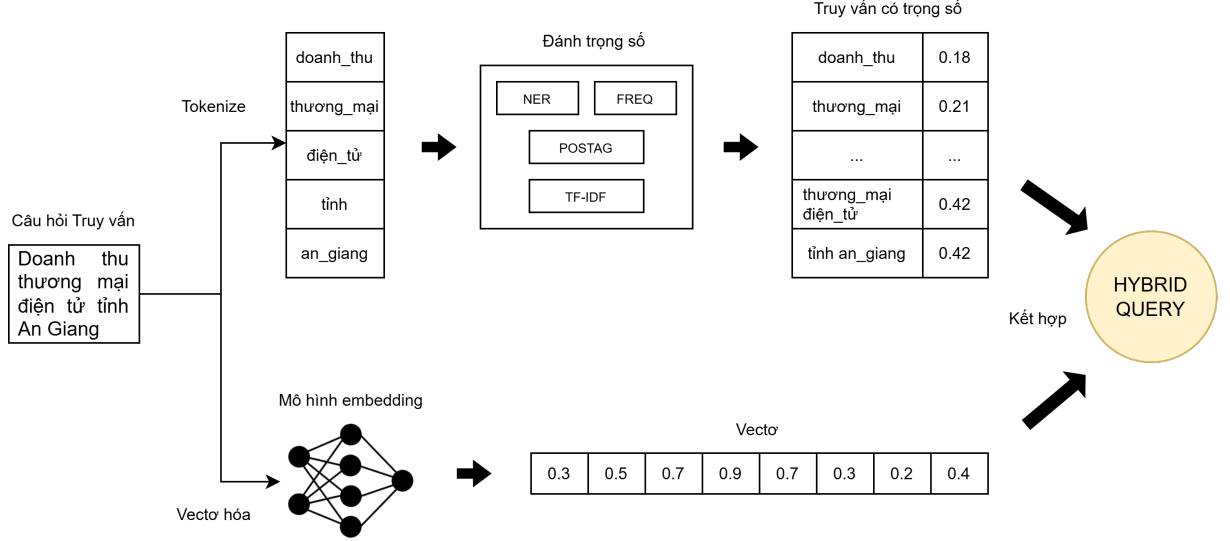 Câu hỏi Truy vấn
Doanh thu
thương mại
điện tử tỉnh
An Giang
Tokenize
doanh_thu
thương_mại
điện_tử
tỉnh
an_giang
Đánh trọng số
NER
FREQ
POSTAG
TF-IDF
Truy vấn có trọng số
doanh_thu 0.18
thương_mại 0.21
... ...
thương_mại
điện_tử 0.42
tỉnh an_giang 0.42
Vectơ hóa
Mô hình embedding
Vectơ
0.3 0.5 0.7 0.9 0.7 0.3 0.2 0.4
Kết hợp
HYBRID
QUERY